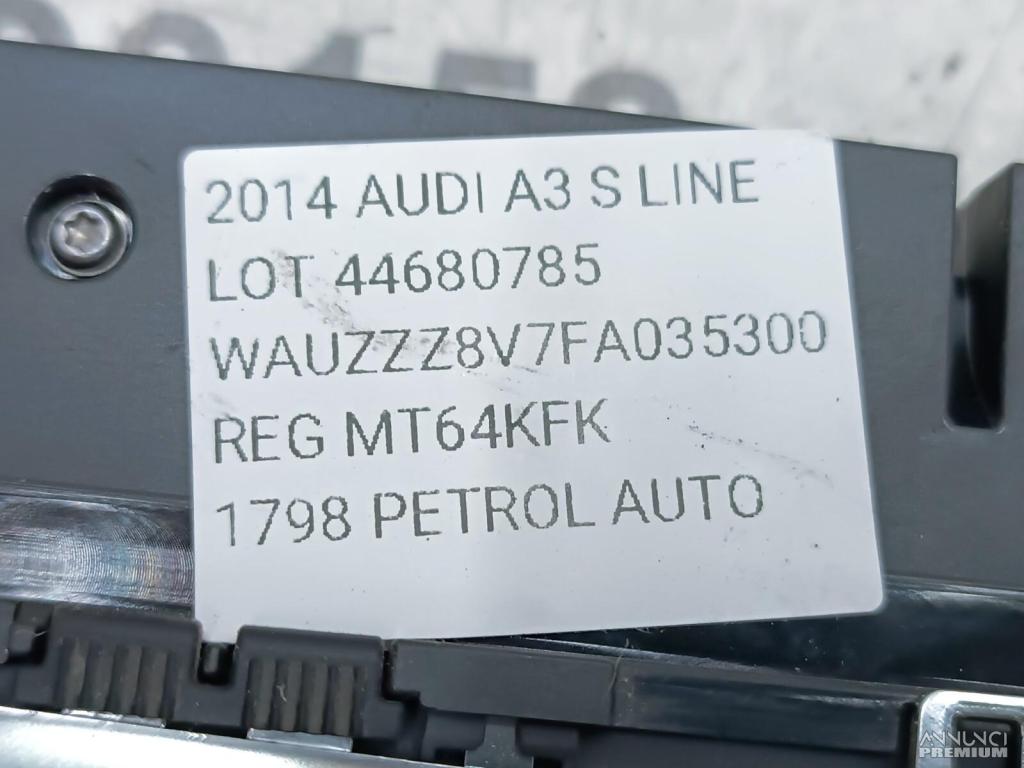 2014 AUDI A3 S LINE
LOT 44680785
WAUZZZ8V7FA035300
REG MT64KFK
1798 PETROL AUTO
ANNUNCI
PREMIUM